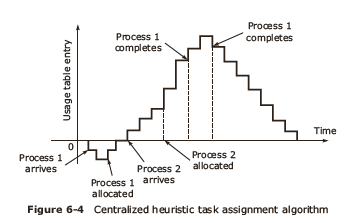 Process 1
completes
Process 1
completes
Usage table entry
0
Time
Process 1
arrives
Process 1
allocated
Process 2
arrives
Process 2
allocated
Figure 6-4 Centralized heuristic task assignment algorithm